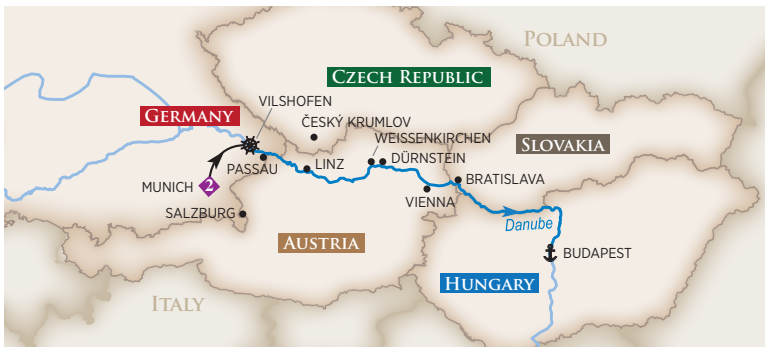 POLAND
CZECH REPUBLIC
VILSHOFEN
GERMANY
ČESKÝ KRUMLOV
WEISSENKIRCHEN
SLOVAKIA
PASSAU
LINZ
DÜRNSTEIN
MUNICH 2
BRATISLAVA
VIENNA
SALZBURG
Danube
AUSTRIA
BUDAPEST
HUNGARY
ITALY